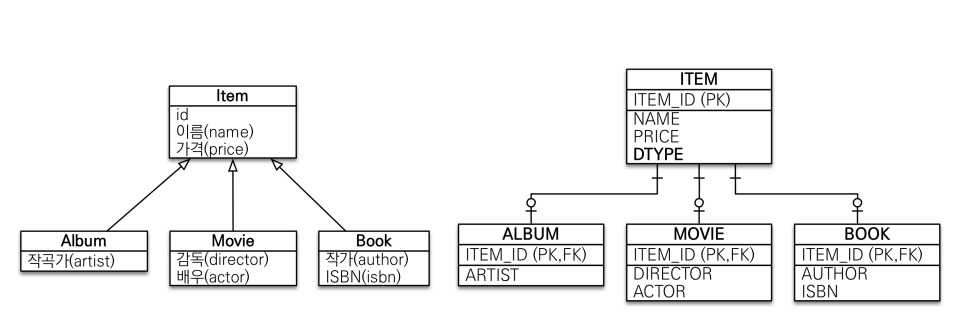 Item
id
이름(name)
가격(price)
Album
작곡가(artist)
Movie
감독(director)
배우(actor)
Book
작가(author)
ISBN(isbn)
ITEM
ITEM_ID (PK)
NAME
PRICE
DTYPE
ALBUM
ITEM_ID (PK,FK)
ARTIST
MOVIE
ITEM_ID (PK,FK)
DIRECTOR
ACTOR
BOOK
ITEM_ID (PK,FK)
AUTHOR
ISBN